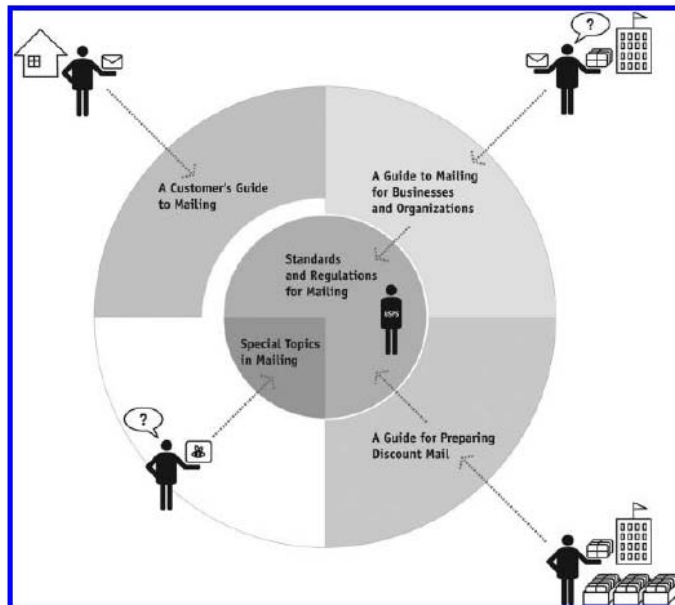 ?
A Customer's Guide
to Mailing
A Guide to Mailing
for Businesses
and Organizations
Standards
and Regulations
for Mailing
USPS
Special Topics
in Mailing
?
A Guide for Preparing
Discount Mail